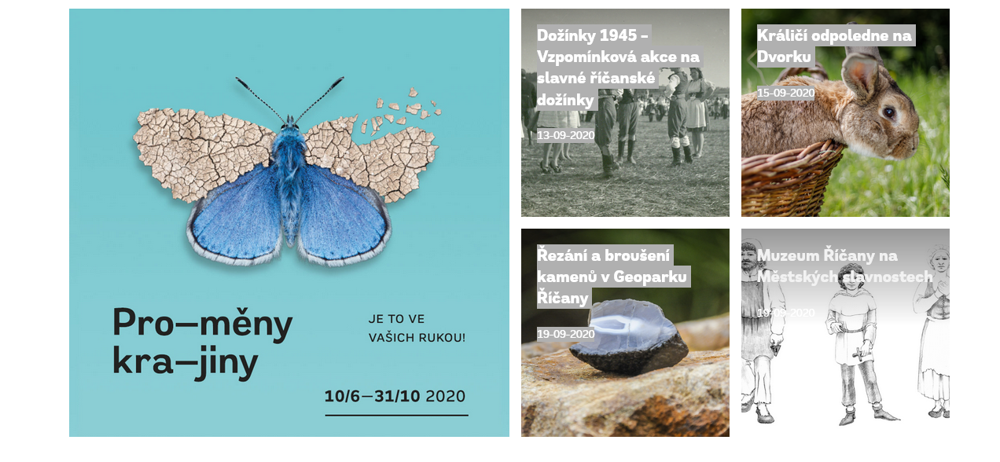 Pro—měny
kra—jiny
JE TO VE
VAŠICH RUKOU!
10/6—31/10 2020
Dožínky 1945 –
Vzpomínková akce na
slavné říčanské
dožínky
13-09-2020
Králičí odpoledne na
Dvorku
15-09-2020
Řezání a broušení
kamenů v Geoparku
Říčany
19-09-2020
Muzeum Říčany na
Městských slavnostech
19-09-2020